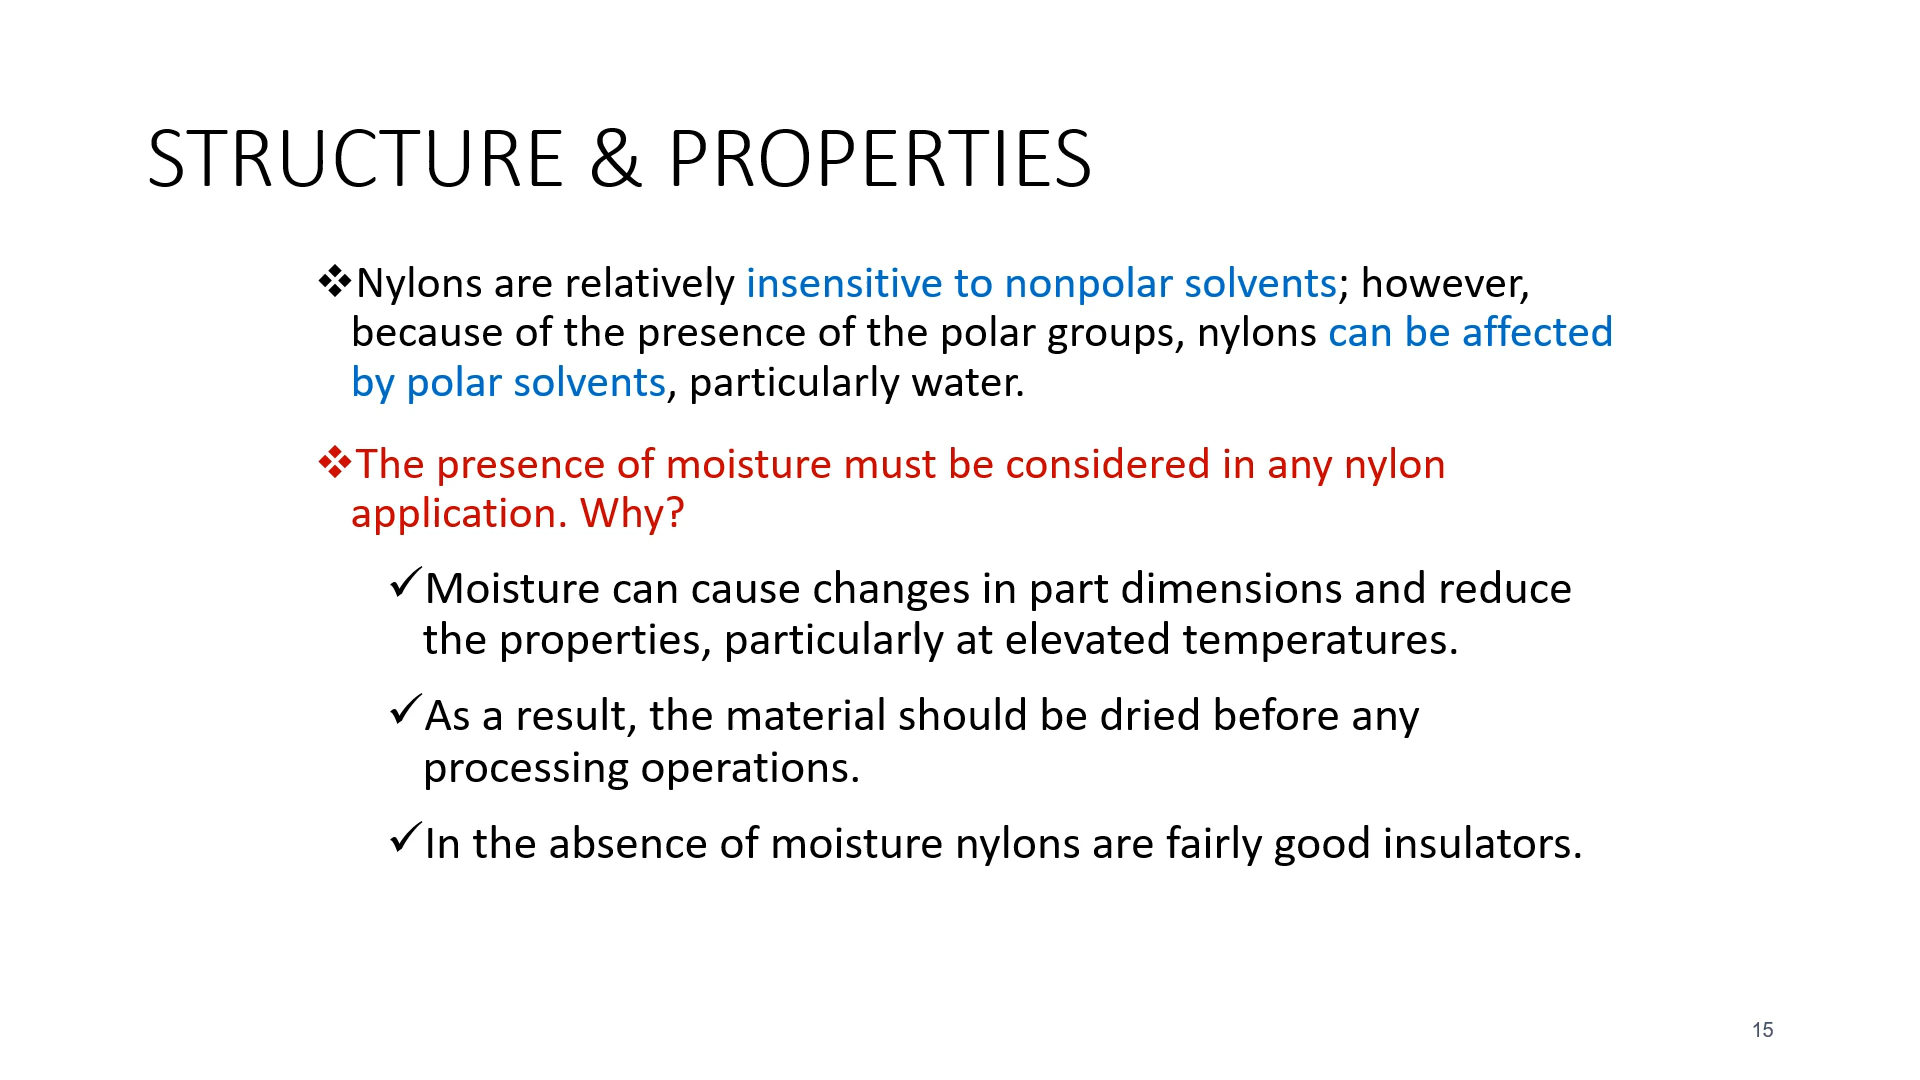 STRUCTURE & PROPERTIES
❖Nylons are relatively insensitive to nonpolar solvents; however,
because of the presence of the polar groups, nylons can be affected
by polar solvents, particularly water.
❖The presence of moisture must be considered in any nylon
application. Why?
✓Moisture can cause changes in part dimensions and reduce
the properties, particularly at elevated temperatures.
✓As a result, the material should be dried before any
processing operations.
✓In the absence of moisture nylons are fairly good insulators.
15